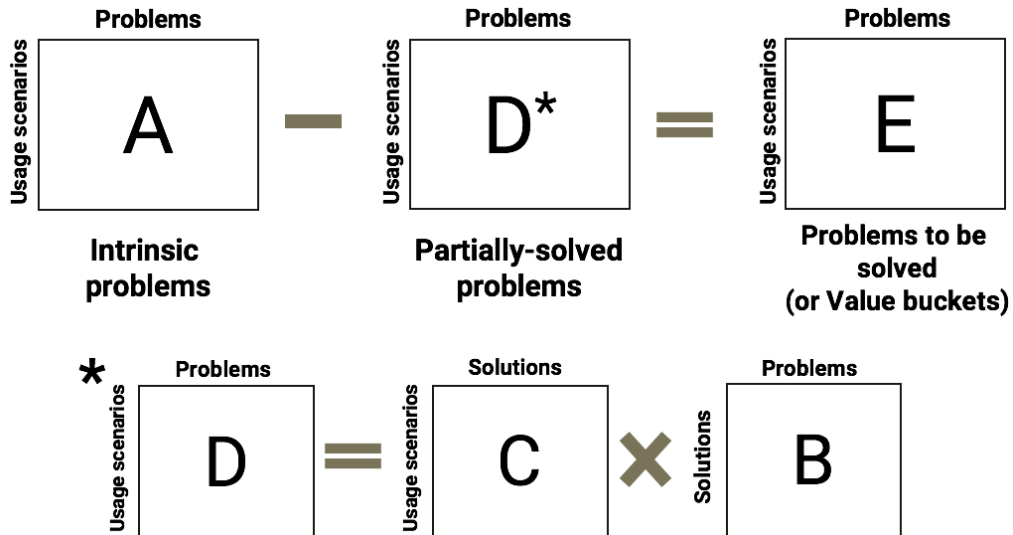 Problems
Problems
Problems
Usage scenarios
A
−
Usage scenarios
D*
=
Usage scenarios
E
Intrinsic
problems
Partially-solved
problems
Problems to be
solved
(or Value buckets)
*
Problems
Solutions
Problems
Usage scenarios
D
=
Usage scenarios
C
×
Solutions
B